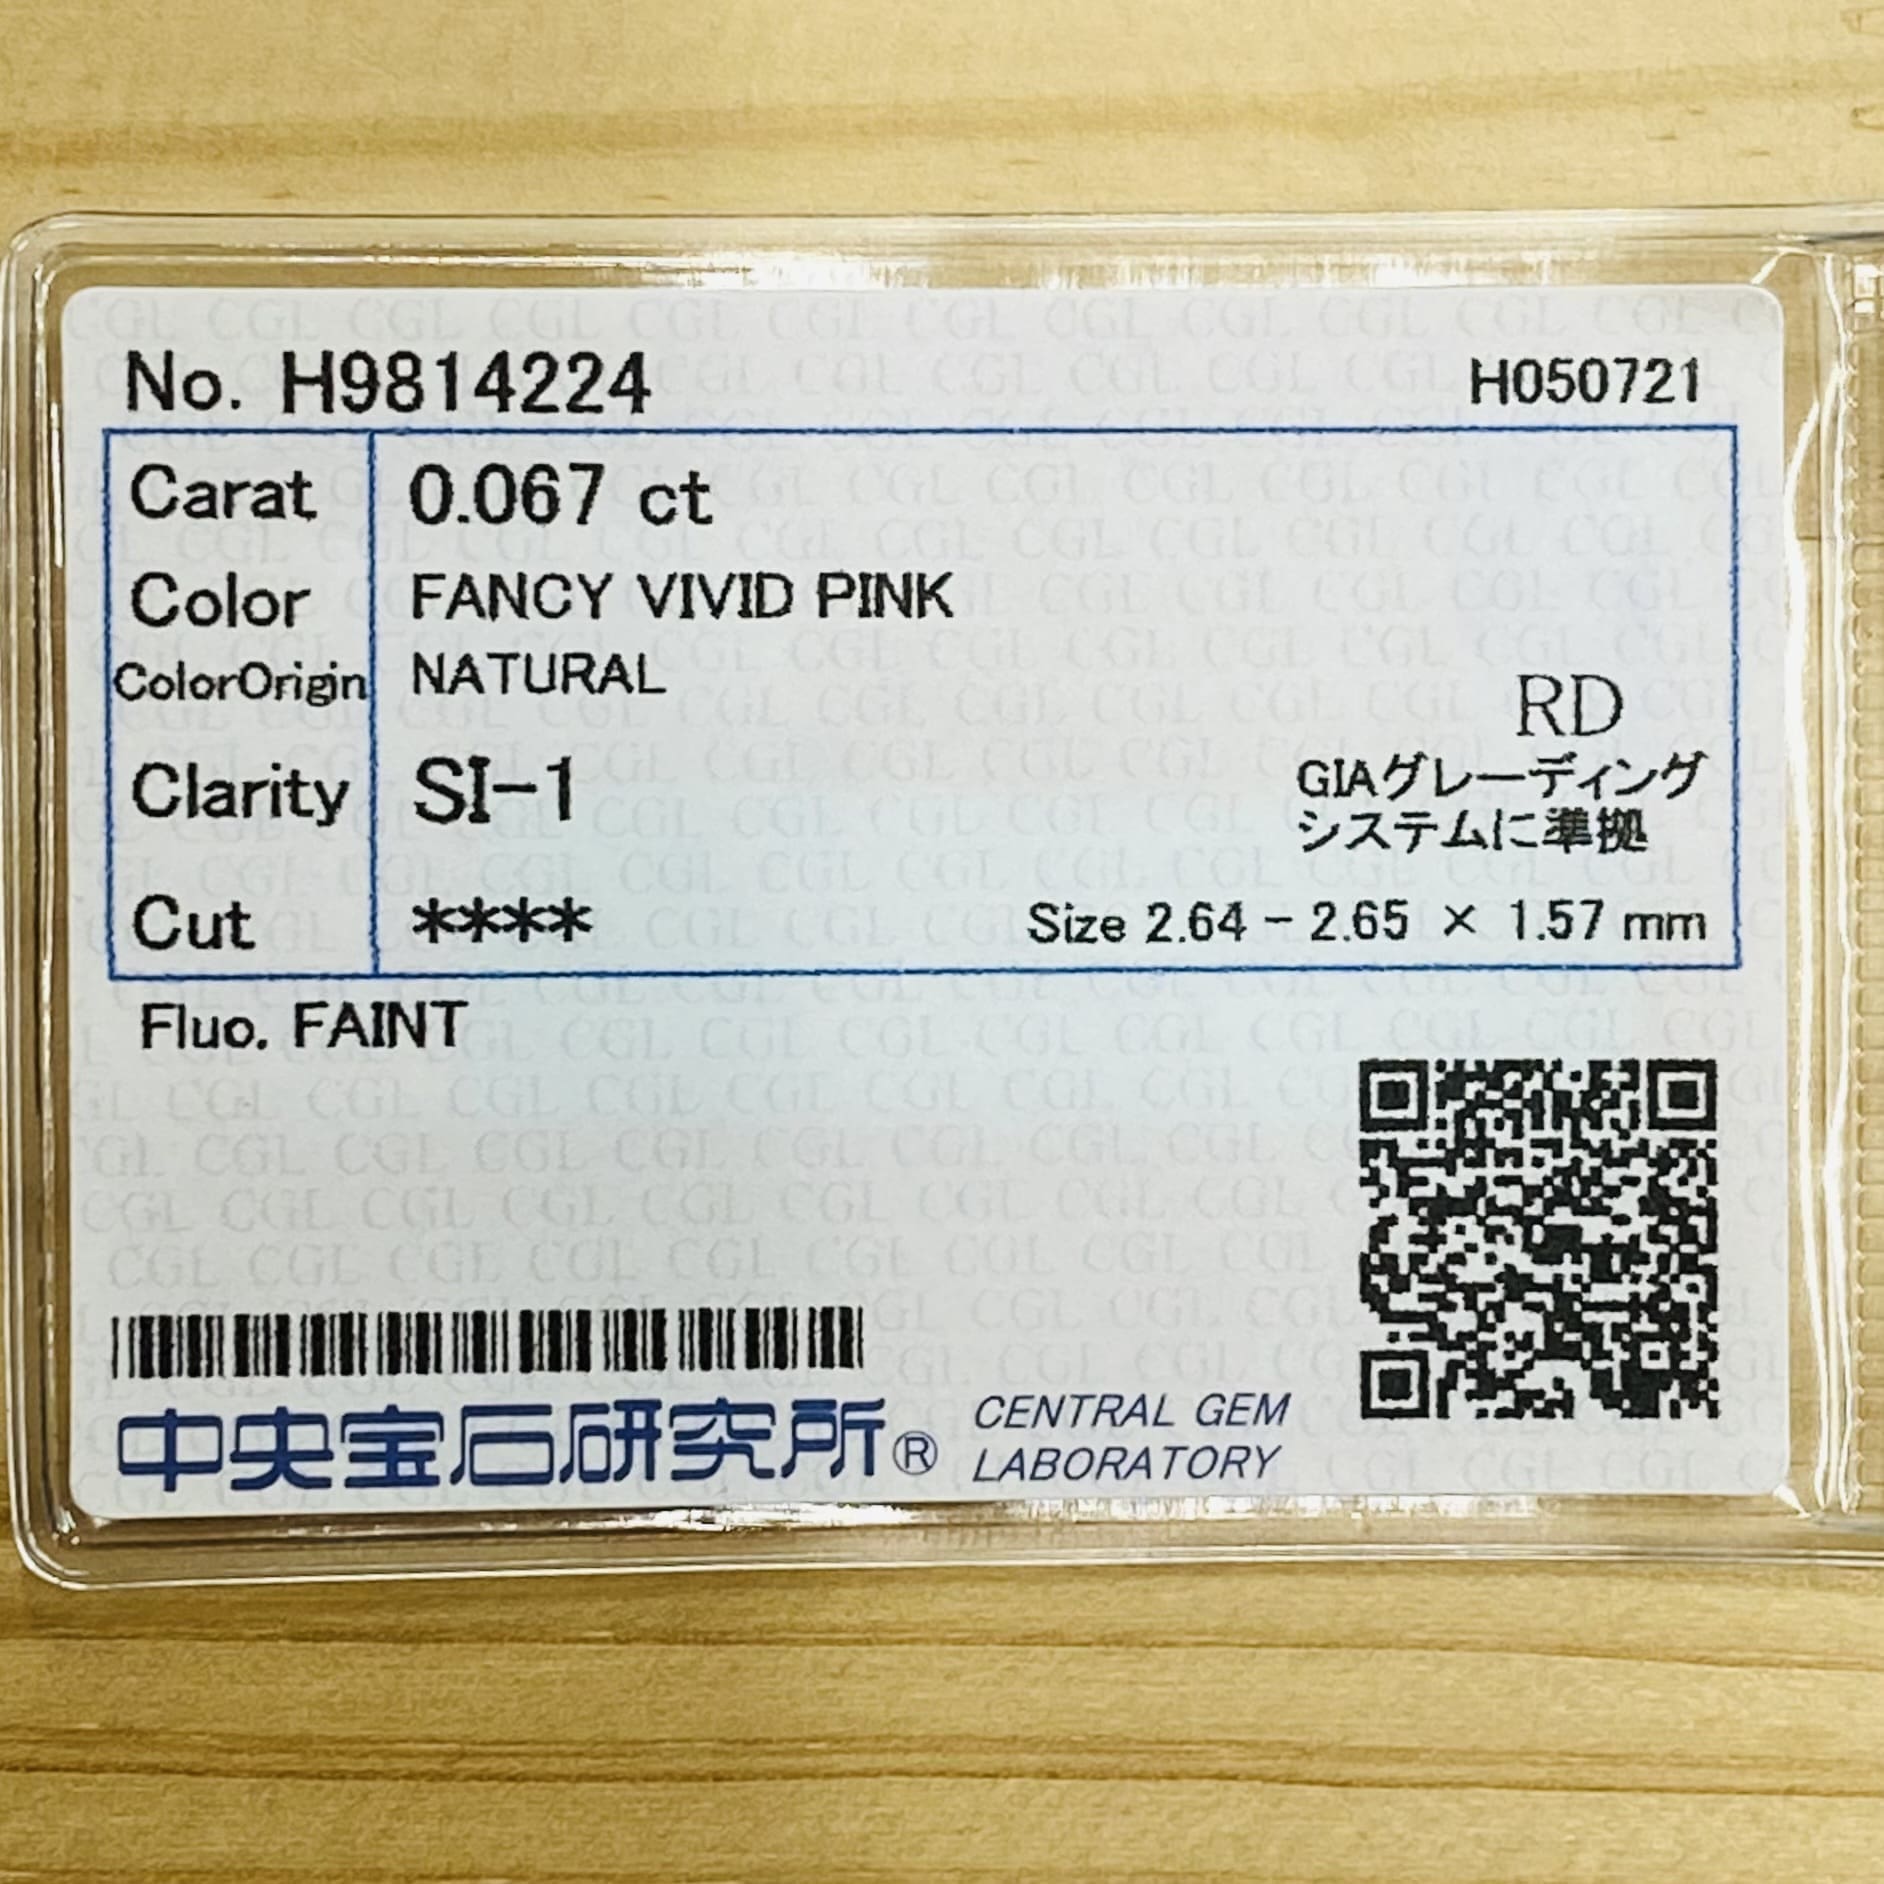 No. H9814224 H050721
Carat 0.067 ct
Color FANCY VIVID PINK
ColorOrigin NATURAL
RD
Clarity SI-1
GIAグレーディング
システムに準拠
Cut **** Size 2.64 - 2.65 × 1.57 mm
Fluo. FAINT
中央宝石研究所® CENTRAL GEM
LABORATORY